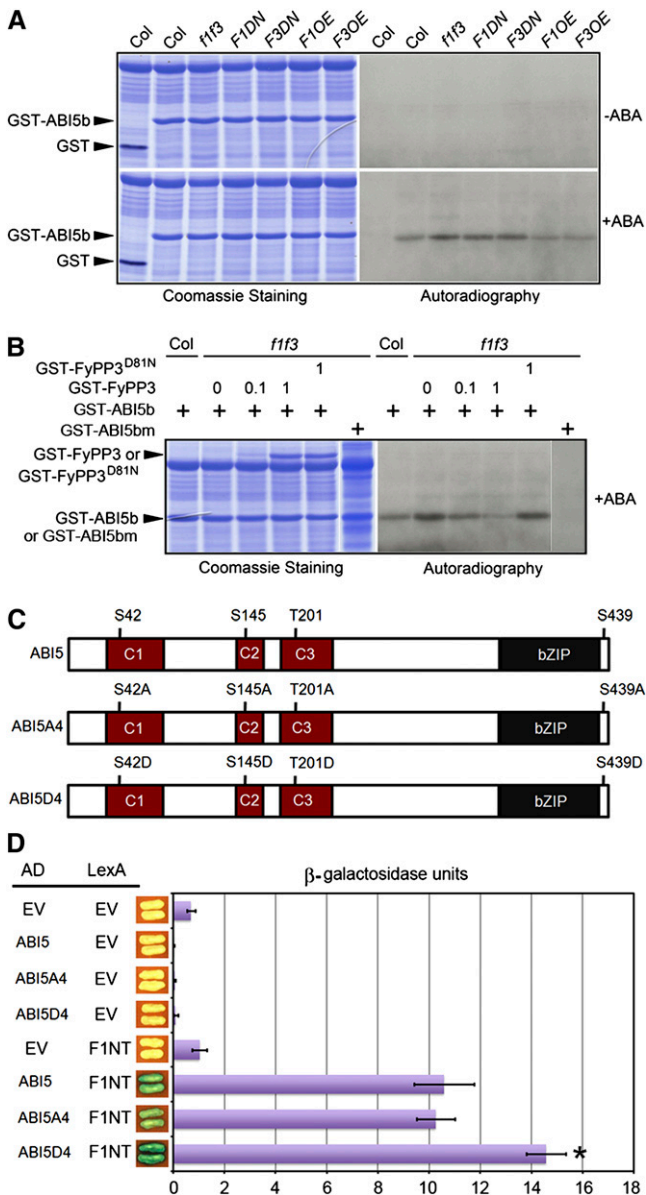 A
Col Col f1f3 F1DN F3DN F1OE F3OE Col Col f1f3 F1DN F3DN F1OE F3OE
GST-ABI5b
GST
-ABA
GST-ABI5b
GST
+ABA
Coomassie Staining Autoradiography
B
Col f1f3 Col f1f3
GST-FyPP3D81N 1 1
GST-FyPP3 0 0.1 1 0 0.1 1
GST-ABI5b + + + + + + + + + +
GST-ABI5bm + +
GST-FyPP3 or
GST-FyPP3D81N
GST-ABI5b
or GST-ABI5bm
+ABA
Coomassie Staining Autoradiography
C
S42 S145 T201 S439
ABI5 C1 C2 C3 bZIP
S42A S145A T201A S439A
ABI5A4 C1 C2 C3 bZIP
S42D S145D T201D S439D
ABI5D4 C1 C2 C3 bZIP
D
AD LexA β-galactosidase units
EV EV
ABI5 EV
ABI5A4 EV
ABI5D4 EV
EV F1NT
ABI5 F1NT
ABI5A4 F1NT
ABI5D4 F1NT *
0 2 4 6 8 10 12 14 16 18